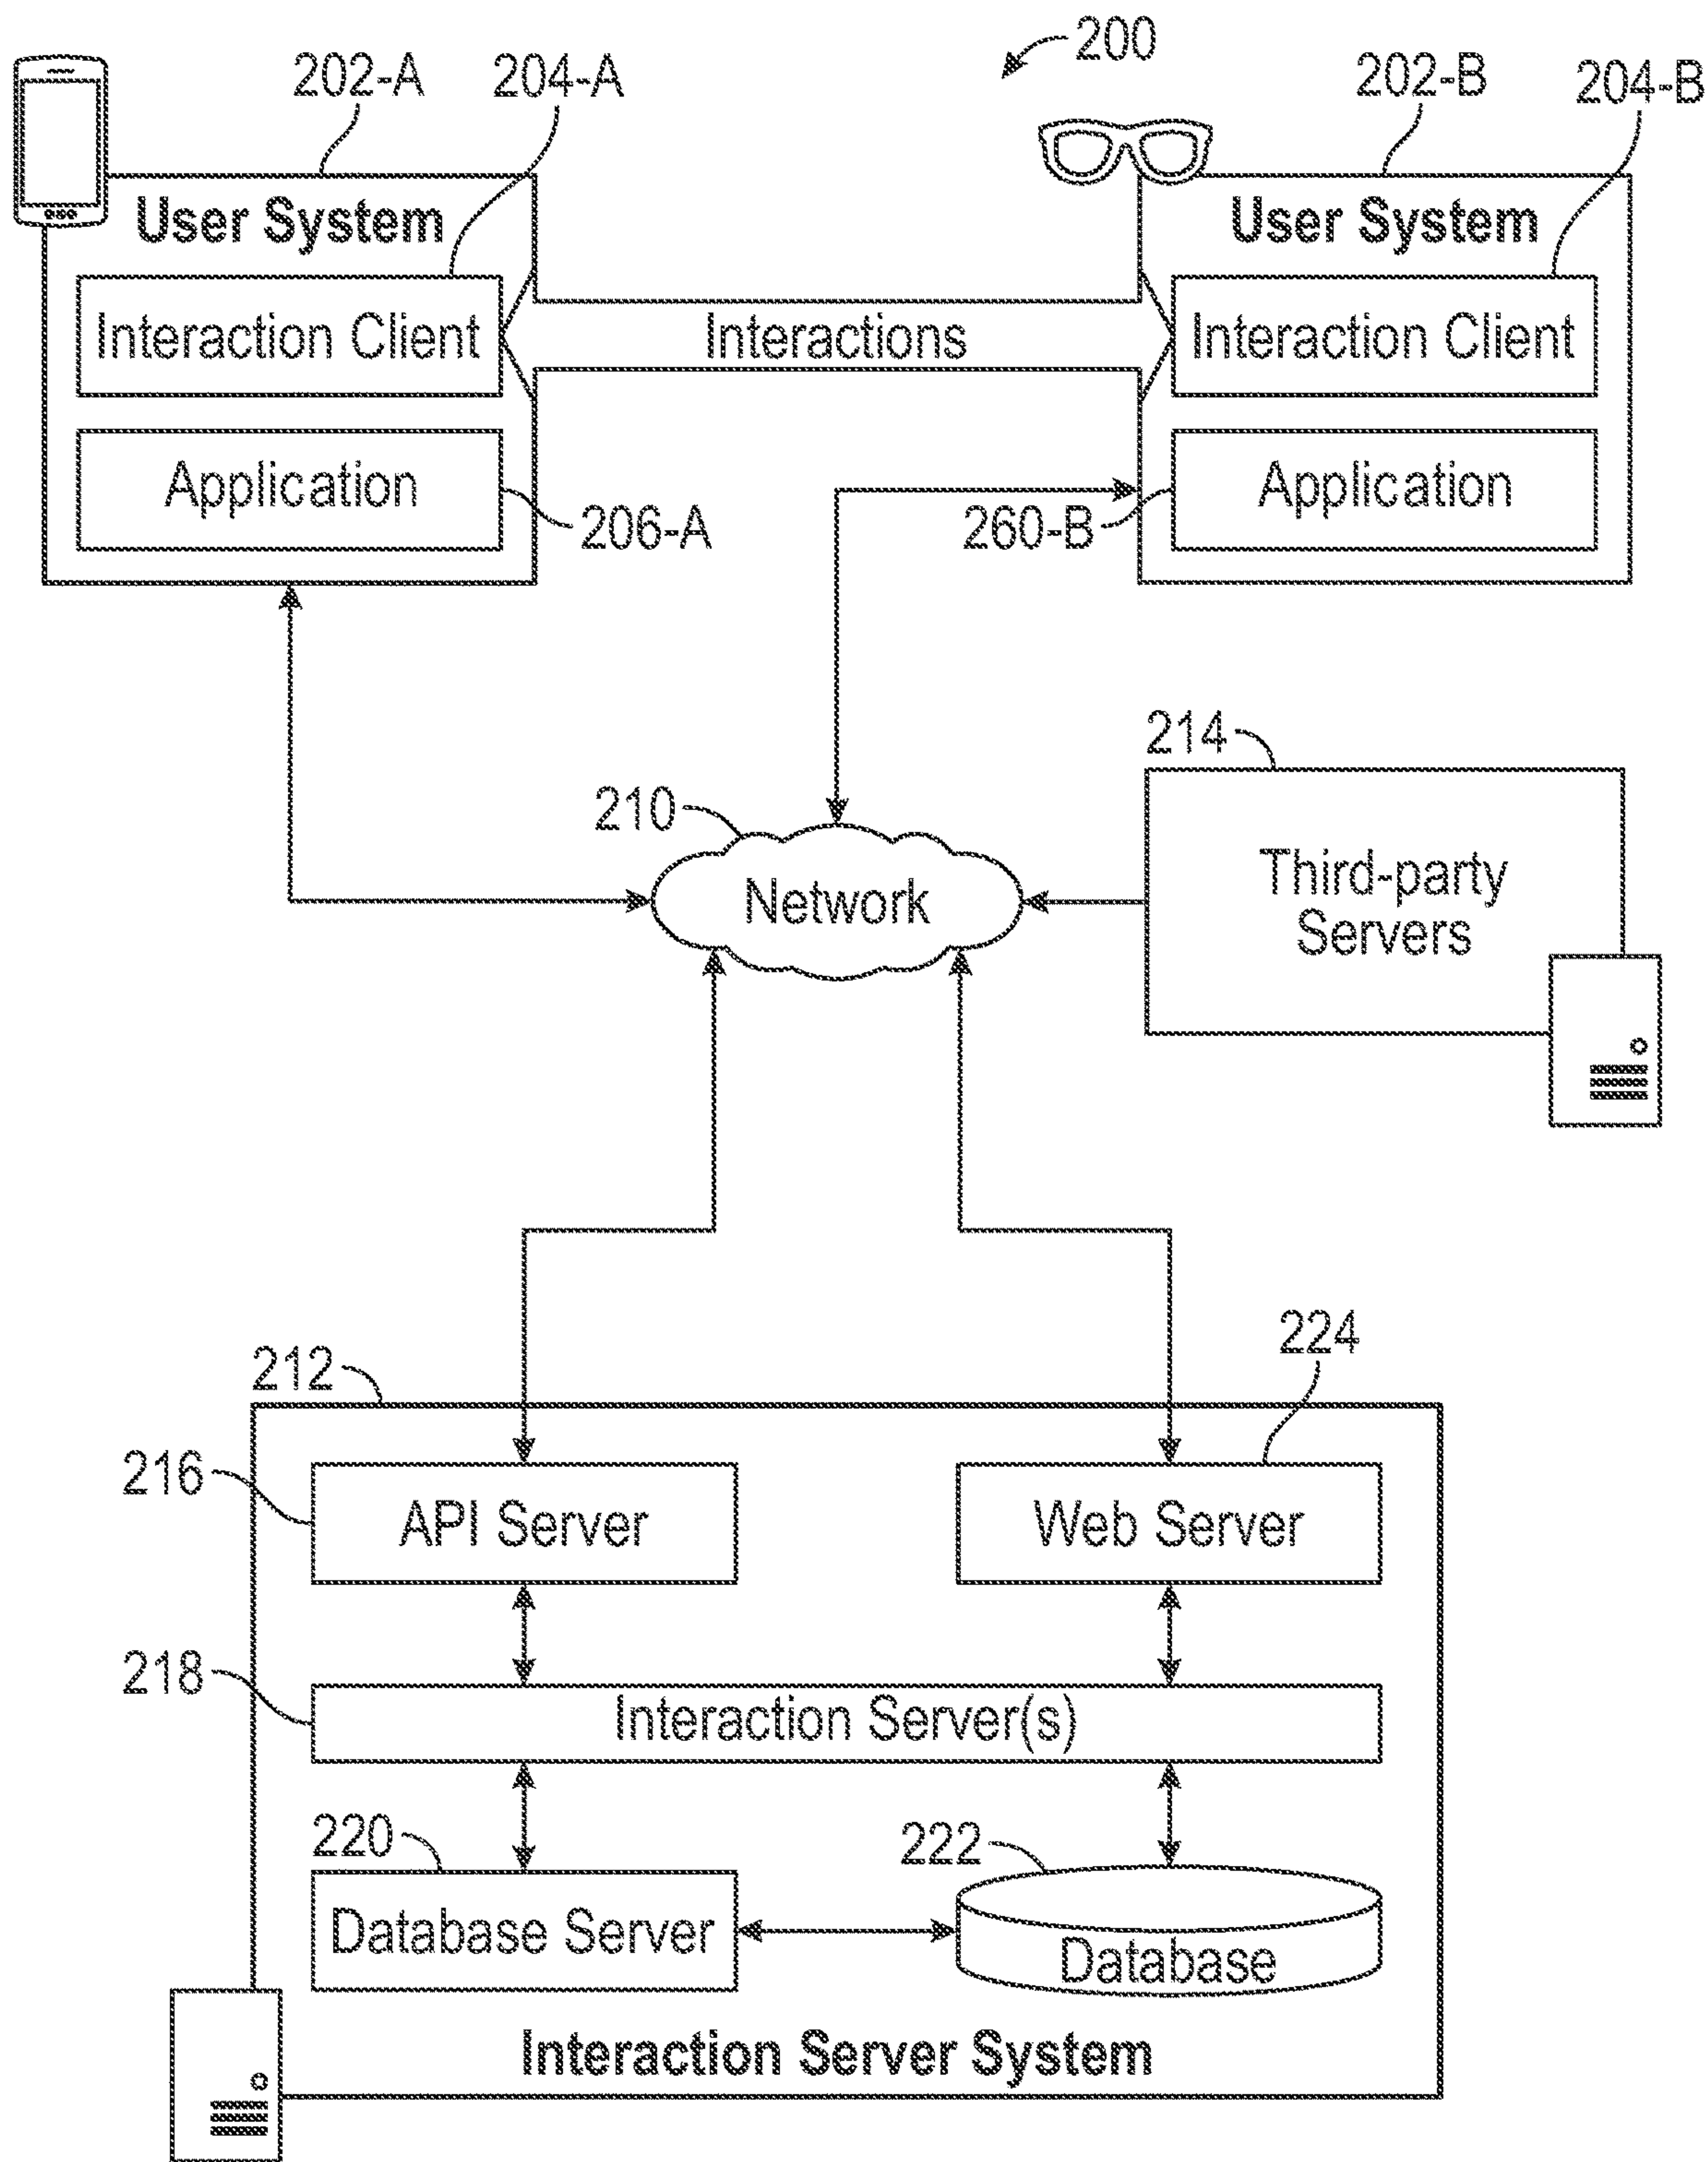 200
202-A
204-A
202-B
204-B
User System
User System
Interaction Client
Interactions
Interaction Client
Application
206-A
260-B
Application
214
210
Network
Third-party
Servers
212
224
216
API Server
Web Server
218
Interaction Server(s)
220
222
Database Server
Database
Interaction Server System